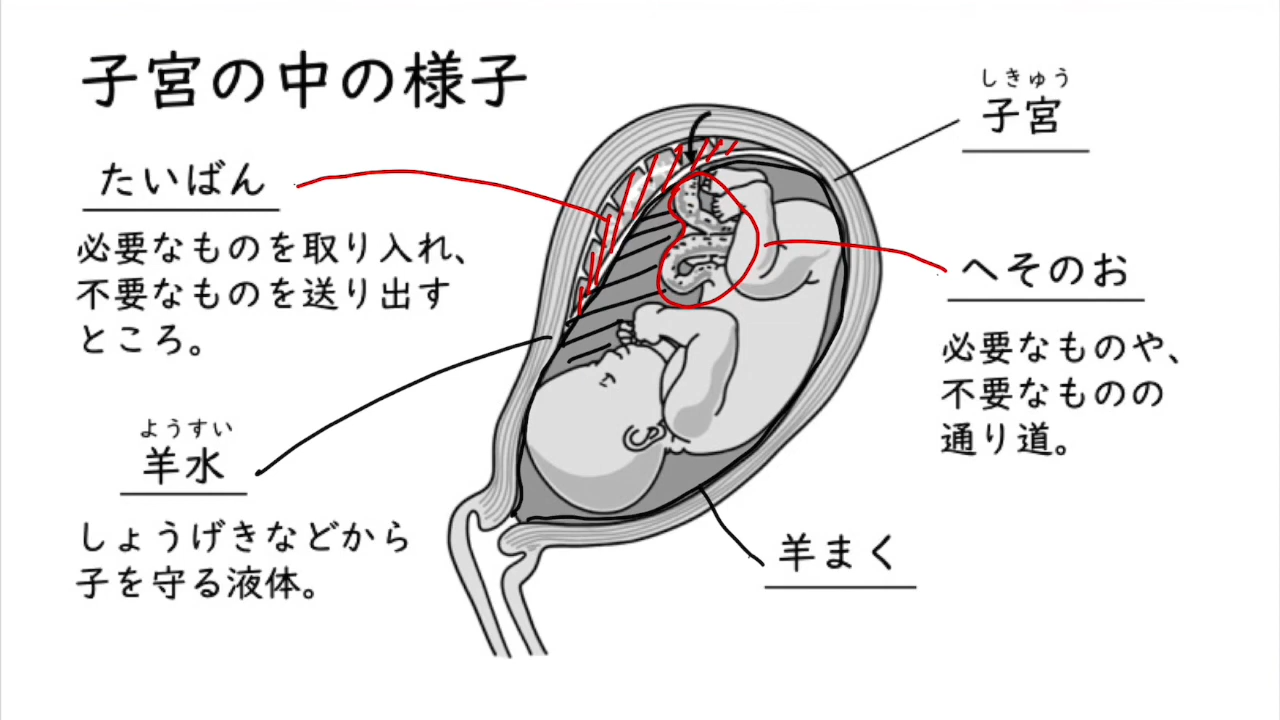 子宮の中の様子
しきゅう
子宮
たいばん
必要なものを取り入れ、
不要なものを送り出す
ところ。
へそのお
必要なものや、
不要なものの
通り道。
ようすい
羊水
しょうげきなどから
子を守る液体。
羊まく